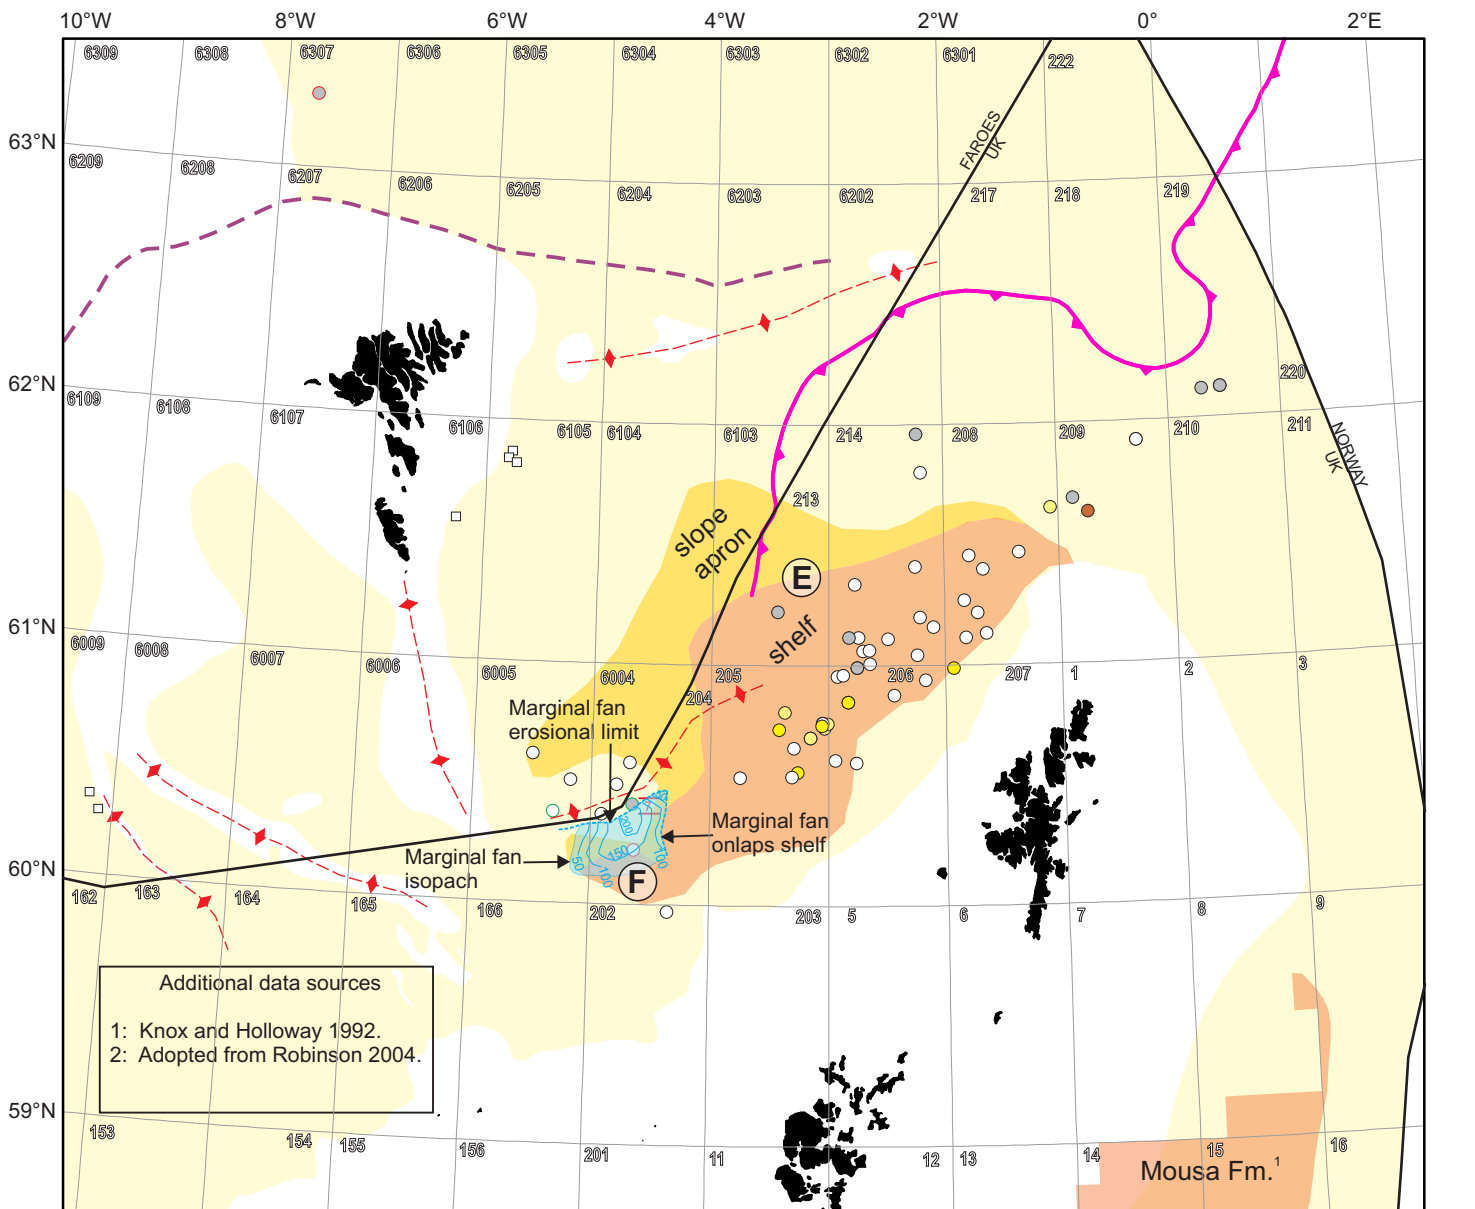 10°W 8°W 6°W 4°W 2°W 0° 2°E
6309 6308 6307 6306 6305 6304 6303 6302 6301 222
63°N
FAROES
UK
6209 6208 6207 6206 6205 6204 6203 6202 217 218 219
62°N
220
6109 6108 6107 6106 6105 6104 6103 214 208 209 210 211
NORWAY
UK
213
slope
apron
E
61°N
shelf
6009 6008 6007 6006 6005 6004 205 206 207 1 2 3
204
Marginal fan
erosional limit
Marginal fan
onlaps shelf
200
150
100
50
100
Marginal fan
isopach
60°N
F
162 163 164 165 166 202 203 5 6 7 8 9
Additional data sources
1: Knox and Holloway 1992.
2: Adopted from Robinson 2004.
59°N
153 154 155 156 201 11 12 13 14 15 16
Mousa Fm.1